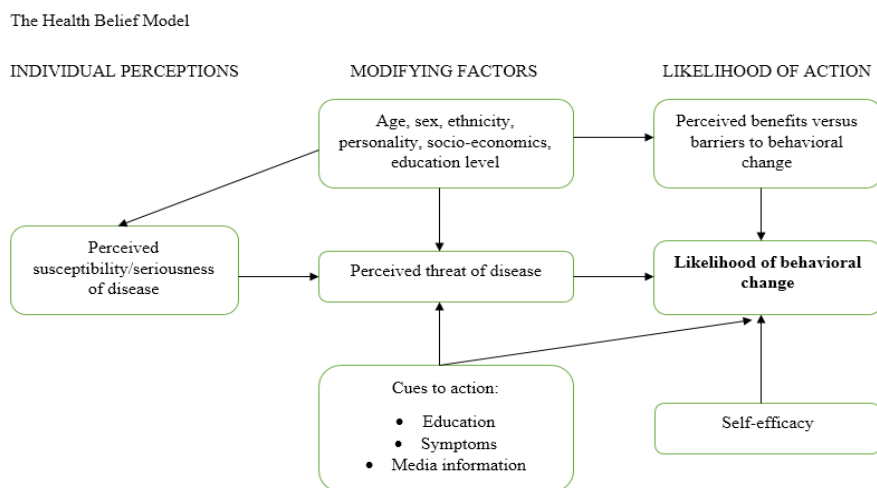 The Health Belief Model
INDIVIDUAL PERCEPTIONS
MODIFYING FACTORS
LIKELIHOOD OF ACTION
Age, sex, ethnicity,
personality, socio-economics,
education level
Perceived benefits versus
barriers to behavioral
change
Perceived
susceptibility/seriousness
of disease
Perceived threat of disease
Likelihood of behavioral
change
Cues to action:
• Education
• Symptoms
• Media information
Self-efficacy